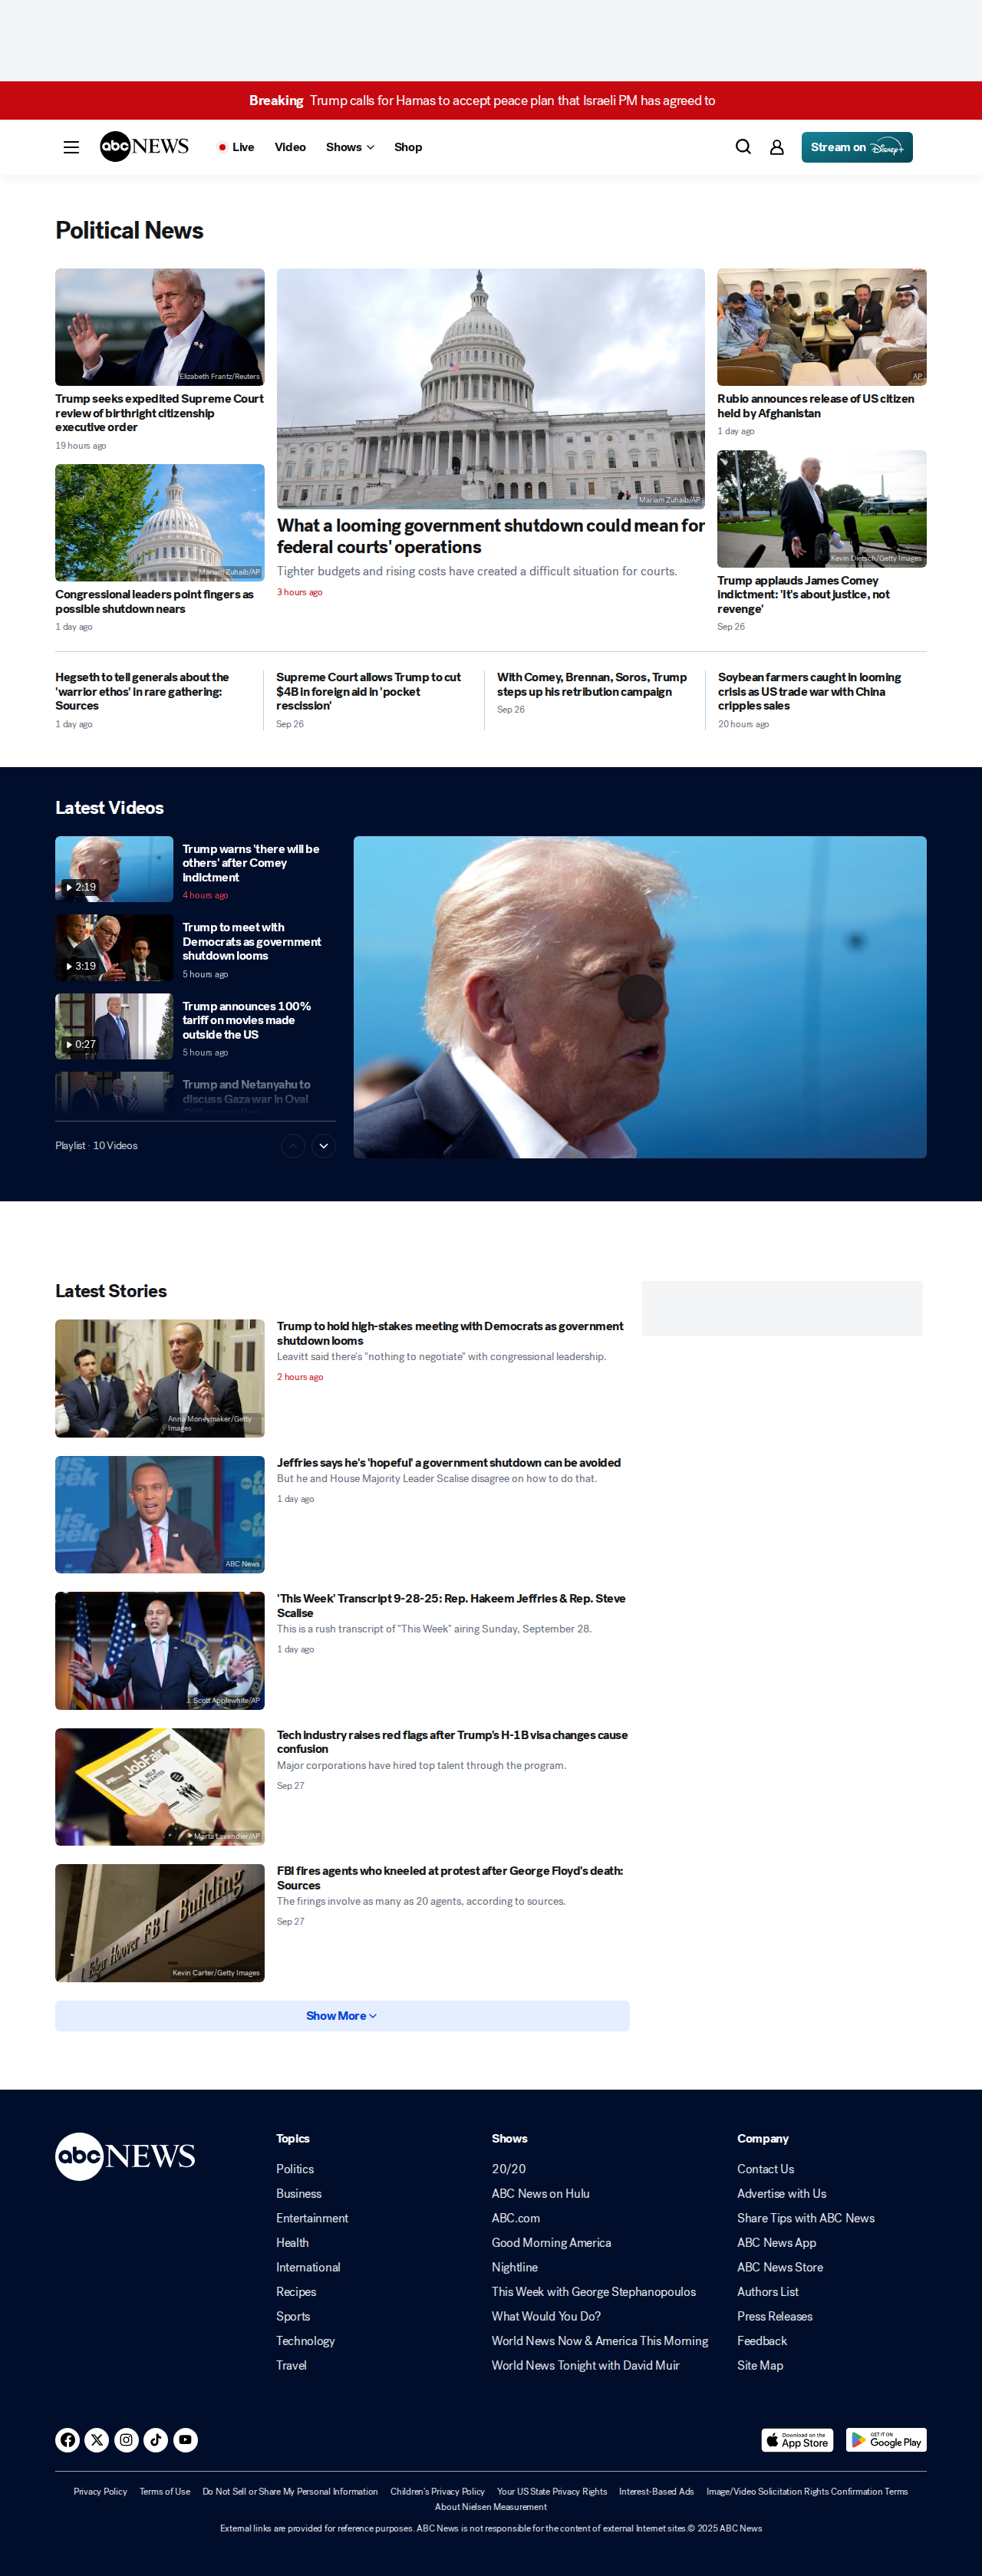 Breaking Trump calls for Hamas to accept peace plan that Israeli PM has agreed to
abc NEWS
Live
Video
Shows
Shop
Stream on Disney+
Political News
Elizabeth Frantz/Reuters
Trump seeks expedited Supreme Court
review of birthright citizenship
executive order
19 hours ago
Mariam Zuhaib/AP
Congressional leaders point fingers as
possible shutdown nears
1 day ago
Mariam Zuhaib/AP
What a looming government shutdown could mean for
federal courts' operations
Tighter budgets and rising costs have created a difficult situation for courts.
3 hours ago
AP
Rubio announces release of US citizen
held by Afghanistan
1 day ago
Kevin Dietsch/Getty Images
Trump applauds James Comey
indictment: 'It's about justice, not
revenge'
Sep 26
Hegseth to tell generals about the
'warrior ethos' in rare gathering:
Sources
1 day ago
Supreme Court allows Trump to cut
$4B in foreign aid in 'pocket
rescission'
Sep 26
With Comey, Brennan, Soros, Trump
steps up his retribution campaign
Sep 26
Soybean farmers caught in looming
crisis as US trade war with China
cripples sales
20 hours ago
Latest Videos
2:19
Trump warns 'there will be
others' after Comey
indictment
4 hours ago
3:19
Trump to meet with
Democrats as government
shutdown looms
5 hours ago
0:27
Trump announces 100%
tariff on movies made
outside the US
5 hours ago
Trump and Netanyahu to
discuss Gaza war in Oval
Office meeting
Playlist · 10 Videos
Latest Stories
Anna Moneymaker/Getty
Images
Trump to hold high-stakes meeting with Democrats as government
shutdown looms
Leavitt said there's "nothing to negotiate" with congressional leadership.
2 hours ago
ABC News
Jeffries says he's 'hopeful' a government shutdown can be avoided
But he and House Majority Leader Scalise disagree on how to do that.
1 day ago
J. Scott Applewhite/AP
'This Week' Transcript 9-28-25: Rep. Hakeem Jeffries & Rep. Steve
Scalise
This is a rush transcript of "This Week" airing Sunday, September 28.
1 day ago
JobFair
HELP
WANTED
Marta Lavandier/AP
Tech industry raises red flags after Trump's H-1B visa changes cause
confusion
Major corporations have hired top talent through the program.
Sep 27
J. Edgar Hoover FBI Building
Kevin Carter/Getty Images
FBI fires agents who kneeled at protest after George Floyd's death:
Sources
The firings involve as many as 20 agents, according to sources.
Sep 27
Show More
abc NEWS
Topics
Politics
Business
Entertainment
Health
International
Recipes
Sports
Technology
Travel
Shows
20/20
ABC News on Hulu
ABC.com
Good Morning America
Nightline
This Week with George Stephanopoulos
What Would You Do?
World News Now & America This Morning
World News Tonight with David Muir
Company
Contact Us
Advertise with Us
Share Tips with ABC News
ABC News App
ABC News Store
Authors List
Press Releases
Feedback
Site Map
Download on the
App Store
GET IT ON
Google Play
Privacy Policy
Terms of Use
Do Not Sell or Share My Personal Information
Children's Privacy Policy
Your US State Privacy Rights
Interest-Based Ads
Image/Video Solicitation Rights Confirmation Terms
About Nielsen Measurement
External links are provided for reference purposes. ABC News is not responsible for the content of external Internet sites.© 2025 ABC News